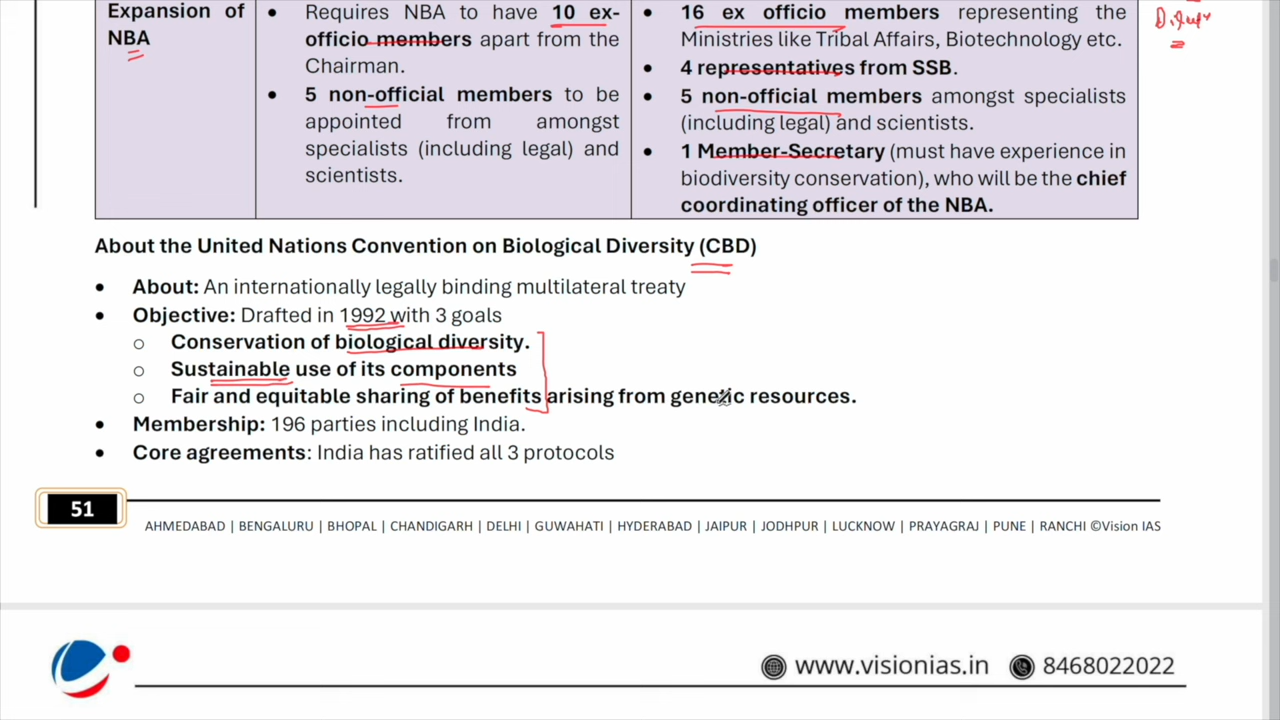 Expansion of NBA
• Requires NBA to have 10 ex-
officio members apart from the
Chairman.
• 5 non-official members to be
appointed from amongst
specialists (including legal) and
scientists.
• 16 ex officio members representing the
Ministries like Tribal Affairs, Biotechnology etc.
• 4 representatives from SSB.
• 5 non-official members amongst specialists
(including legal) and scientists.
• 1 Member-Secretary (must have experience in
biodiversity conservation), who will be the chief
coordinating officer of the NBA.
About the United Nations Convention on Biological Diversity (CBD)
• About: An internationally legally binding multilateral treaty
• Objective: Drafted in 1992 with 3 goals
o Conservation of biological diversity.
o Sustainable use of its components
o Fair and equitable sharing of benefits arising from genetic resources.
• Membership: 196 parties including India.
• Core agreements: India has ratified all 3 protocols
51
AHMEDABAD | BENGALURU | BHOPAL | CHANDIGARH | DELHI | GUWAHATI | HYDERABAD | JAIPUR | JODHPUR | LUCKNOW | PRAYAGRAJ | PUNE | RANCHI ©Vision IAS
www.visionias.in 8468022022